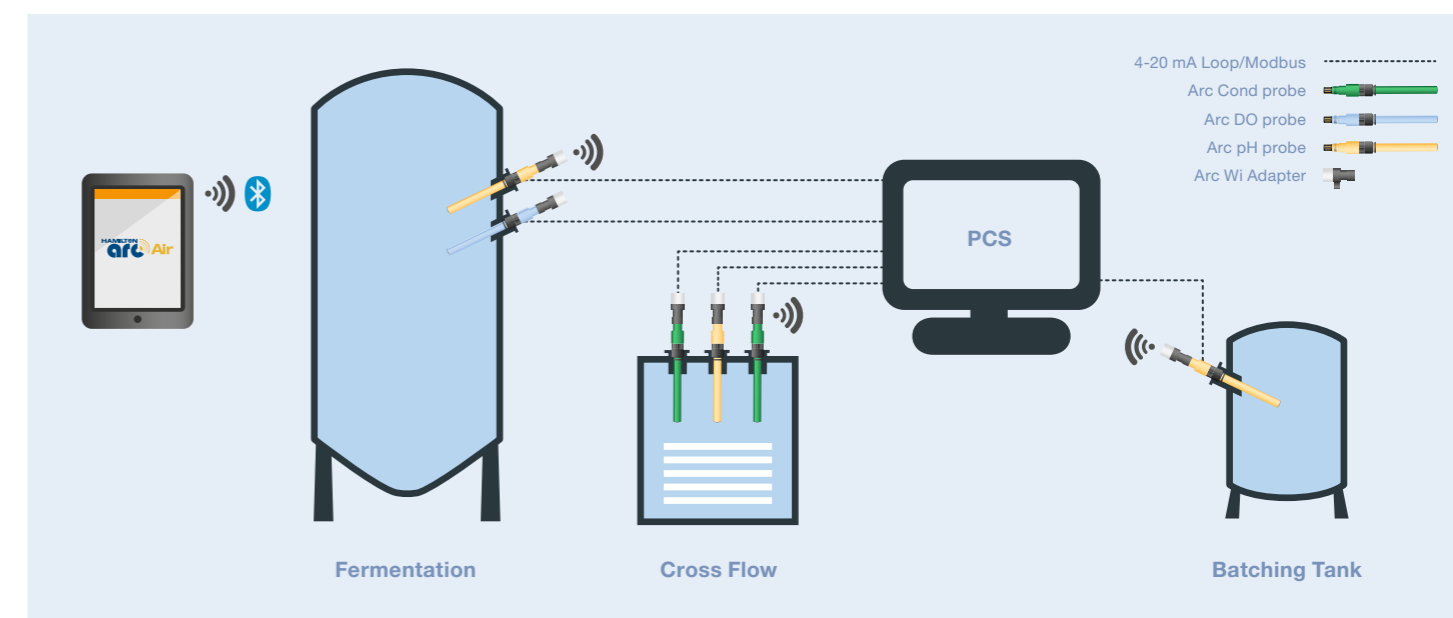 4-20 mA Loop/Modbus
Arc Cond probe
Arc DO probe
Arc pH probe
Arc Wi Adapter
HAMILTON
arc Air
PCS
Fermentation
Cross Flow
Batching Tank